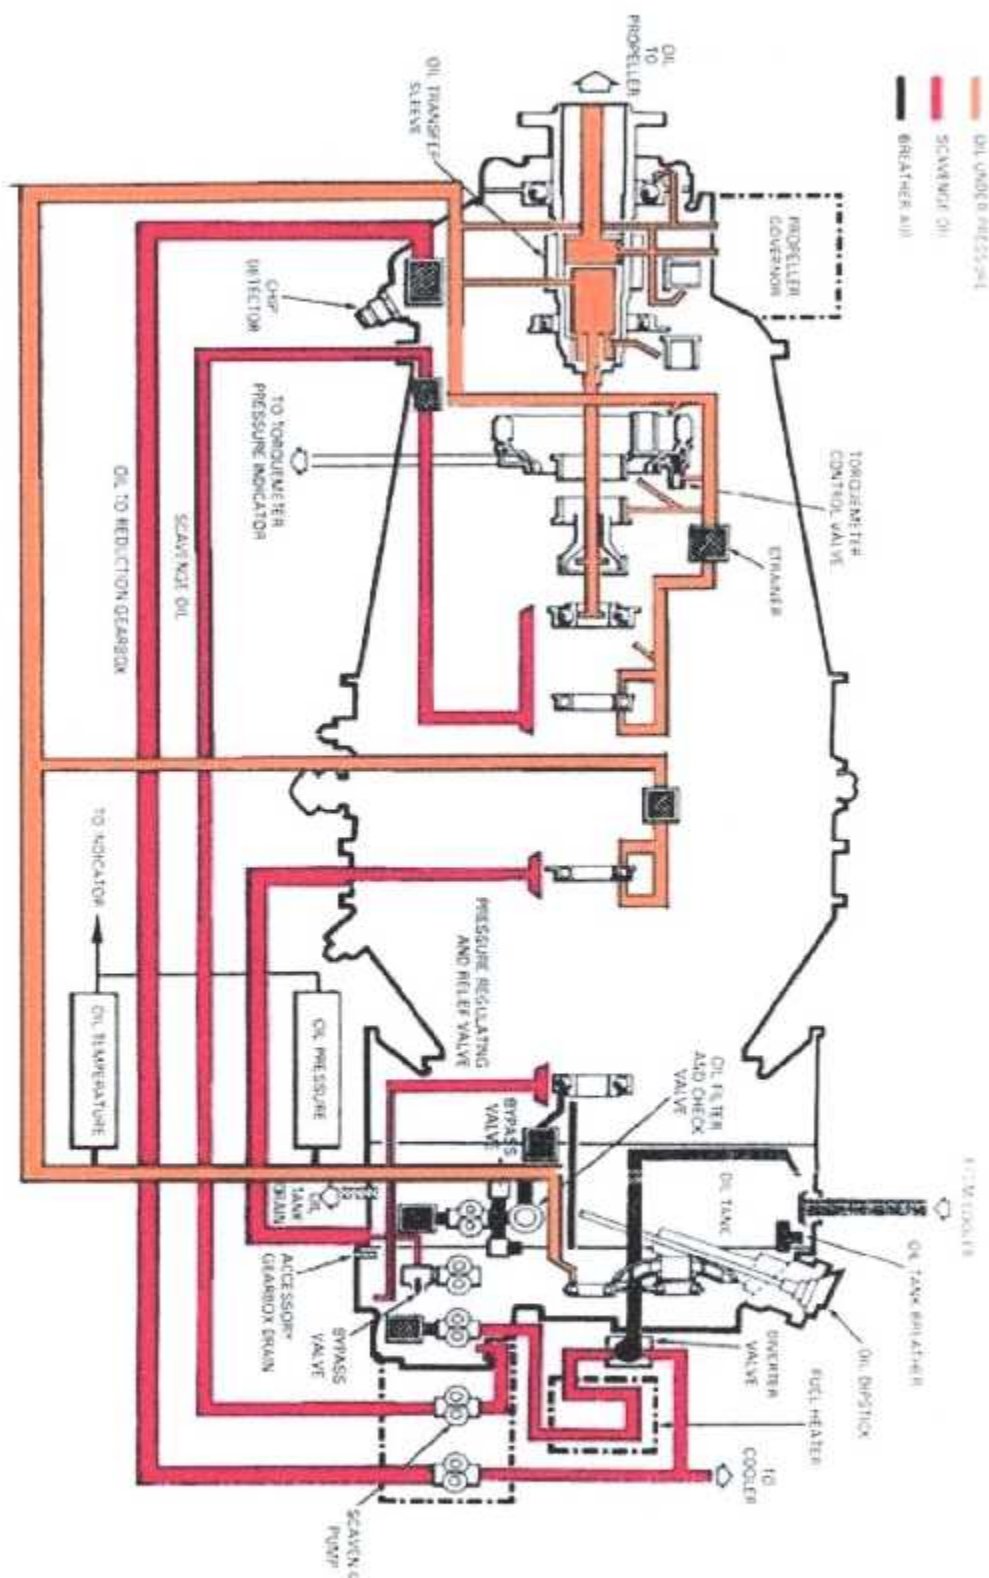 OIL UNDER PRESSURE
SCAVENGE OIL
BREATHER AIR
OIL
TO
PROPELLER
OIL TRANSFER
SLEEVE
PROPELLER
GOVERNOR
CHIP
DETECTOR
TO TORQUEMETER
PRESSURE INDICATOR
TORQUEMETER
CONTROL VALVE
STRAINER
OIL TO REDUCTION GEARBOX
SCAVENGE OIL
TO INDICATOR
OIL TEMPERATURE
OIL PRESSURE
PRESSURE REGULATING
AND RELIEF VALVE
BYPASS
VALVE
OIL FILTER
AND CHECK
VALVE
OIL TANK
FROM COOLER
OIL TANK BREATHER
OIL DIPSTICK
OIL
TANK
DRAIN
ACCESSORY
GEARBOX DRAIN
BYPASS
VALVE
DIVERTER
VALVE
FUEL HEATER
TO
COOLER
SCAVENG
PUMP